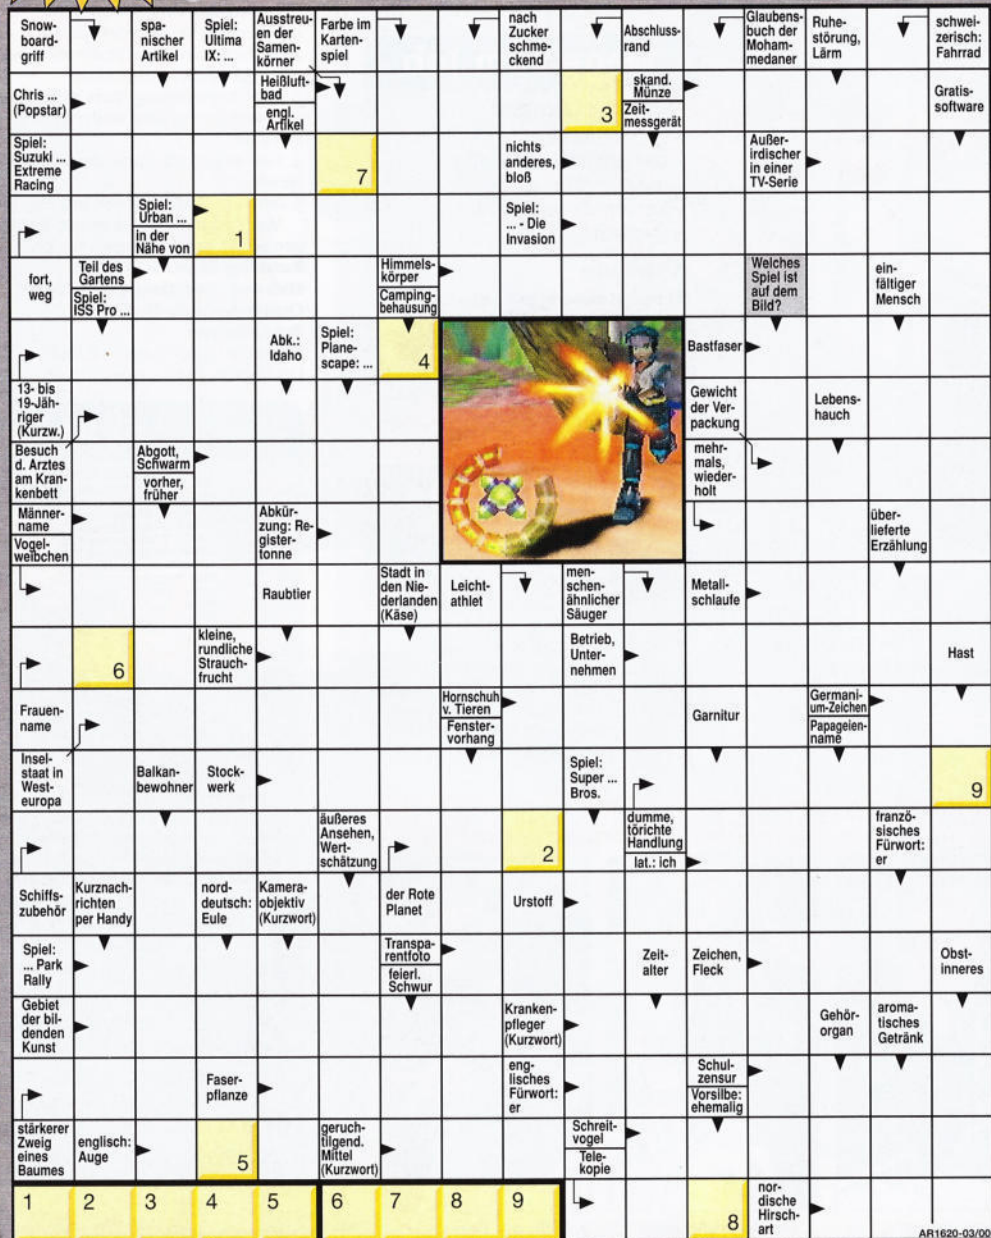 Snow-
board-
griff
spa-
nischer
Artikel
Spiel:
Ultima
IX: ...
Ausstreu-
en der
Samen-
körner
Farbe im
Karten-
spiel
nach
Zucker
schme-
ckend
Abschluss-
rand
Glaubens-
buch der
Moham-
medaner
Ruhe-
störung,
Lärm
schwei-
zerisch:
Fahrrad
Chris ...
(Popstar)
Heißluft-
bad
engl.
Artikel
3
skand.
Münze
Zeit-
messgerät
Gratis-
software
Spiel:
Suzuki ...
Extreme
Racing
7
nichts
anderes,
bloß
Außer-
irdischer
in einer
TV-Serie
Spiel:
Urban ...
in der
Nähe von
1
Spiel:
... - Die
Invasion
fort,
weg
Teil des
Gartens
Spiel:
ISS Pro ...
Himmels-
körper
Camping-
behausung
Welches
Spiel ist
auf dem
Bild?
ein-
fältiger
Mensch
Abk.:
Idaho
Spiel:
Plane-
scape: ...
4
Bastfaser
13- bis
19-Jäh-
riger
(Kurzw.)
Gewicht
der Ver-
packung
Lebens-
hauch
Besuch
d. Arztes
am Kran-
kenbett
Abgott,
Schwarm
vorher,
früher
mehr-
mals,
wieder-
holt
Männer-
name
Vogel-
weibchen
Abkür-
zung: Re-
gister-
tonne
über-
lieferte
Erzählung
Raubtier
Stadt in
den Nie-
derlanden
(Käse)
Leicht-
athlet
men-
schen-
ähnlicher
Säuger
Metall-
schlaufe
6
kleine,
rundliche
Strauch-
frucht
Betrieb,
Unter-
nehmen
Hast
Frauen-
name
Hornschuh
v. Tieren
Fenster-
vorhang
Garnitur
Germani-
um-Zeichen
Papageien-
name
Insel-
staat in
West-
europa
Balkan-
bewohner
Stock-
werk
Spiel:
Super ...
Bros.
9
äußeres
Ansehen,
Wert-
schätzung
2
dumme,
törichte
Handlung
lat.: ich
franzö-
sisches
Fürwort:
er
Schiffs-
zubehör
Kurznach-
richten
per Handy
nord-
deutsch:
Eule
Kamera-
objektiv
(Kurzwort)
der Rote
Planet
Urstoff
Spiel:
... Park
Rally
Transpa-
rentfoto
feierl.
Schwur
Zeit-
alter
Zeichen,
Fleck
Obst-
inneres
Gebiet
der bil-
denden
Kunst
Kranken-
pfleger
(Kurzwort)
Gehör-
organ
aroma-
tisches
Getränk
Faser-
pflanze
eng-
lisches
Fürwort:
er
Schul-
zensur
Vorsilbe:
ehemalig
stärkerer
Zweig
eines
Baumes
englisch:
Auge
5
geruch-
tilgend.
Mittel
(Kurzwort)
Schreit-
vogel
Tele-
kopie
1 2 3 4 5 6 7 8 9
8
nor-
dische
Hirsch-
art
AR1620-03/00